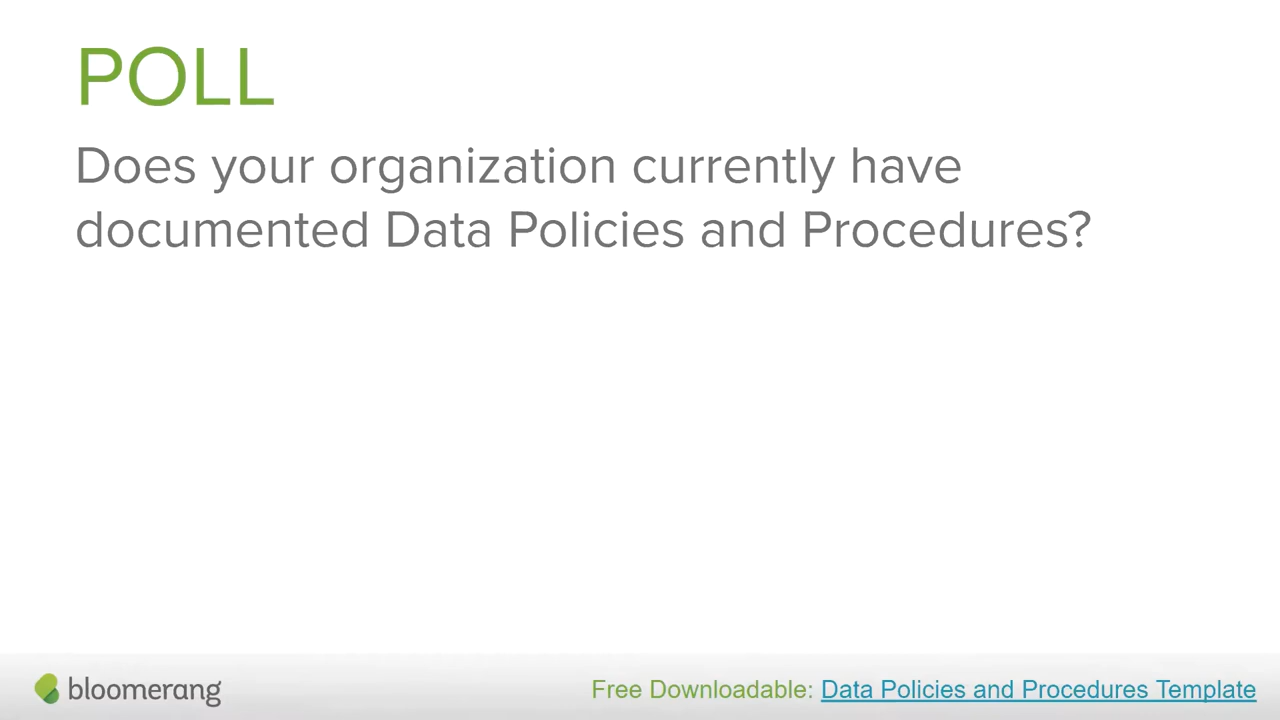 POLL
Does your organization currently have
documented Data Policies and Procedures?
bloomerang
Free Downloadable: Data Policies and Procedures Template